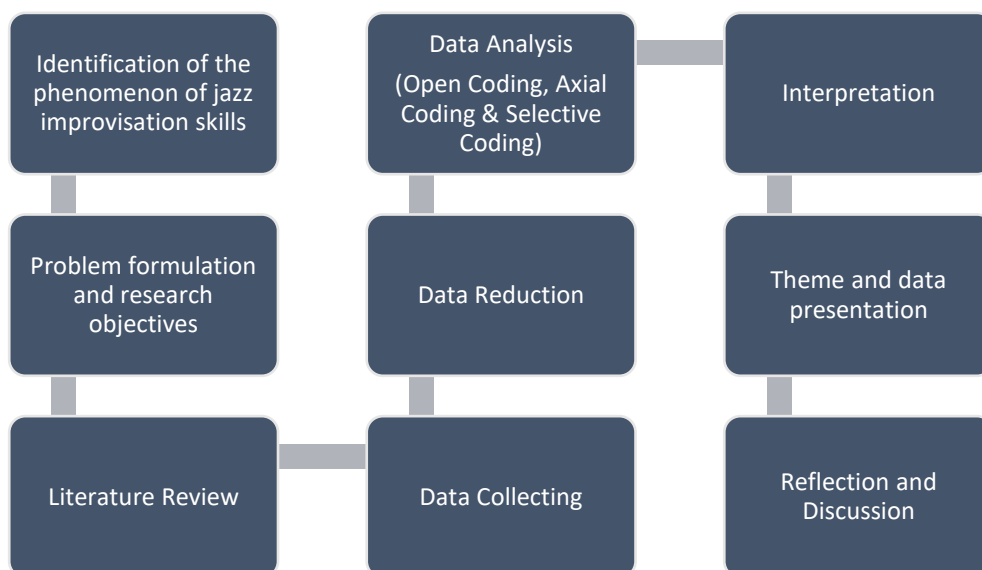 Identification of the
phenomenon of jazz
improvisation skills
Problem formulation
and research
objectives
Literature Review
Data Collecting
Data Reduction
Data Analysis
(Open Coding, Axial
Coding & Selective
Coding)
Interpretation
Theme and data
presentation
Reflection and
Discussion